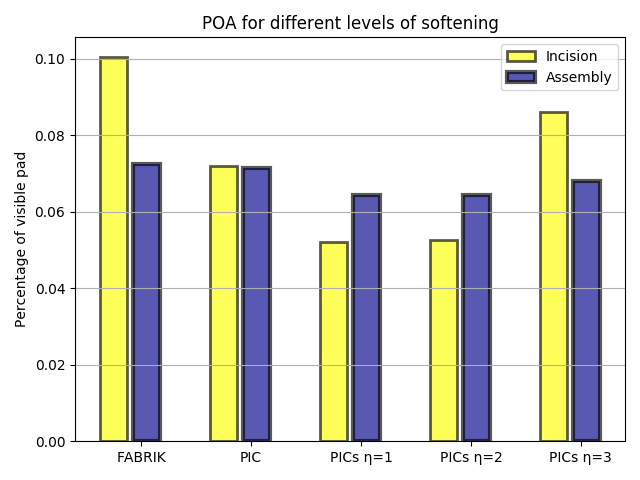 POA for different levels of softening
Incision
Assembly
Percentage of visible pad
0.10
0.08
0.06
0.04
0.02
0.00
FABRIK
PIC
PICs η=1
PICs η=2
PICs η=3